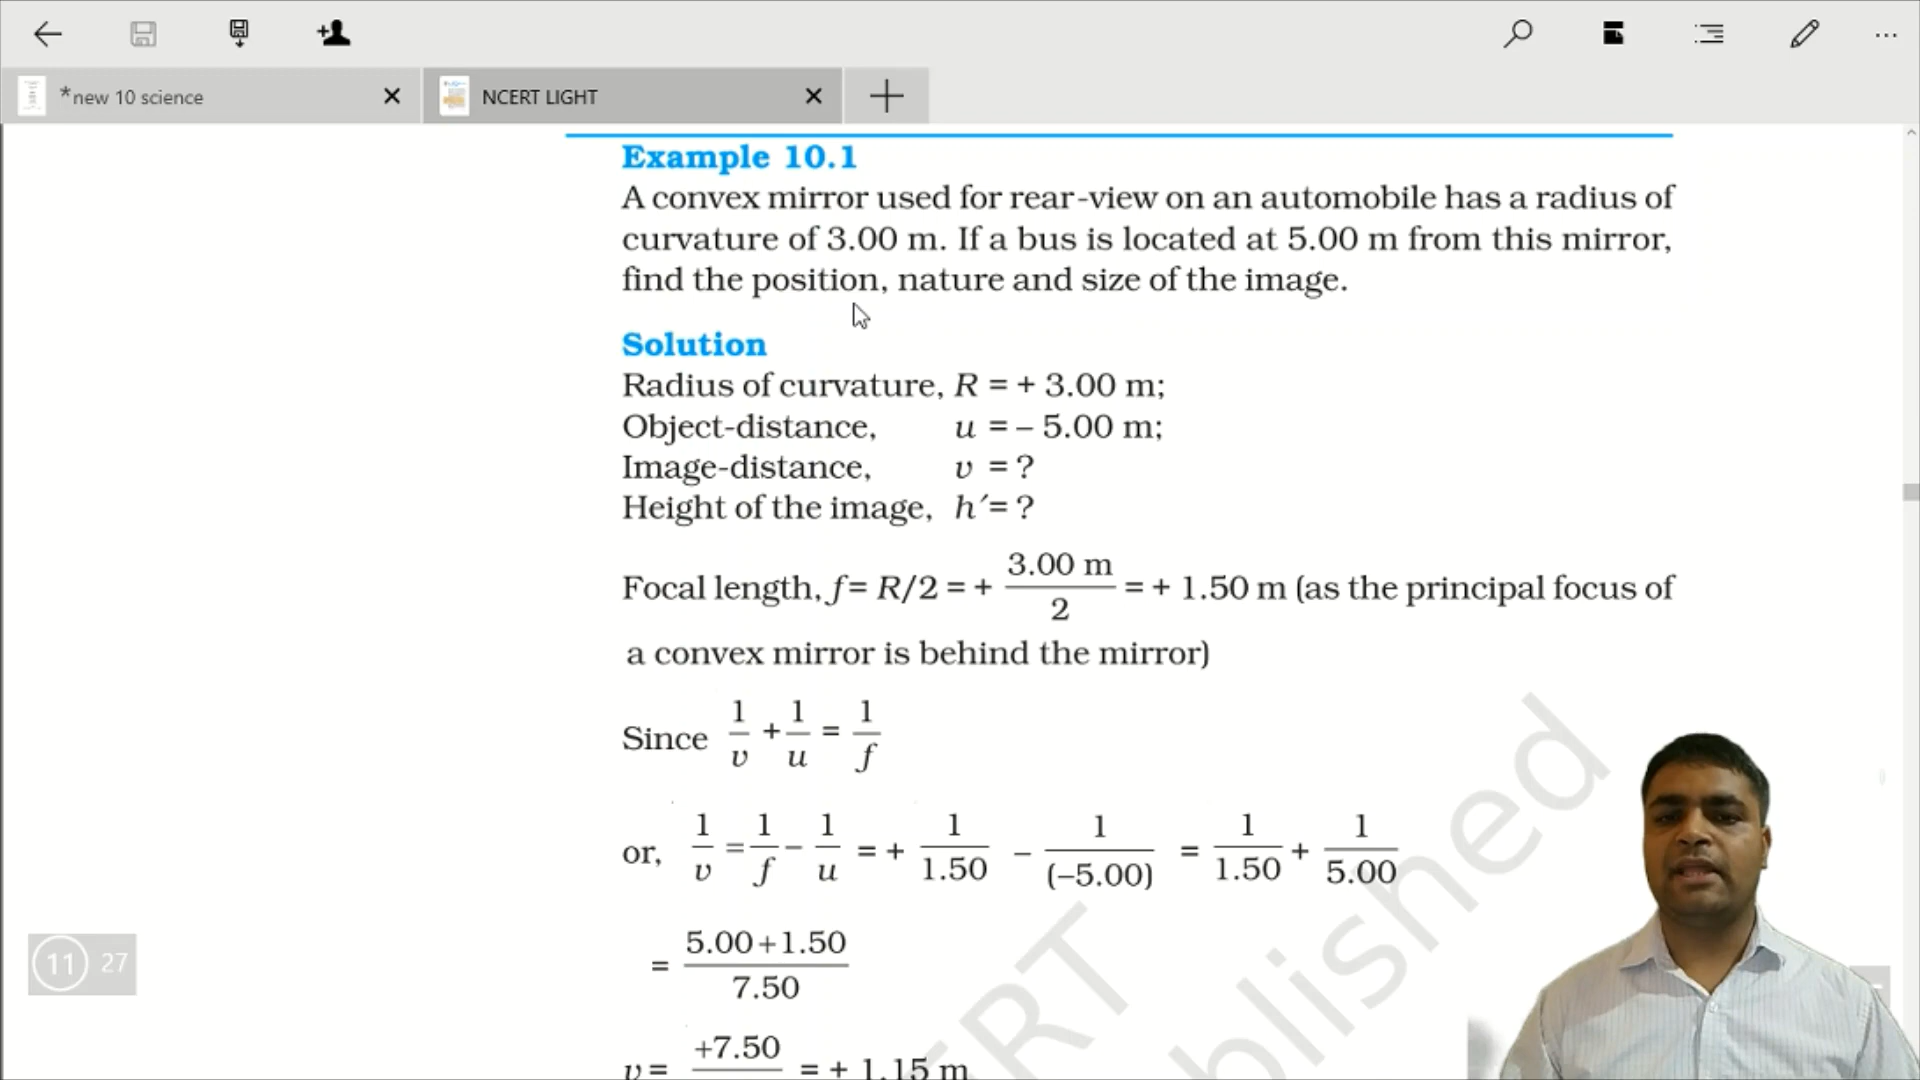 *new 10 science
NCERT LIGHT
Example 10.1
A convex mirror used for rear-view on an automobile has a radius of
curvature of 3.00 m. If a bus is located at 5.00 m from this mirror,
find the position, nature and size of the image.
Solution
Radius of curvature, R = + 3.00 m;
Object-distance, u = – 5.00 m;
Image-distance, v = ?
Height of the image, h′= ?
Focal length, f = R/2 = + 3.00 m / 2 = + 1.50 m (as the principal focus of
a convex mirror is behind the mirror)
Since 1/v + 1/u = 1/f
or, 1/v = 1/f – 1/u = + 1/1.50 – 1/(–5.00) = 1/1.50 + 1/5.00
= 5.00+1.50 / 7.50
v = +7.50 = + 1.15 m
11 27
blished